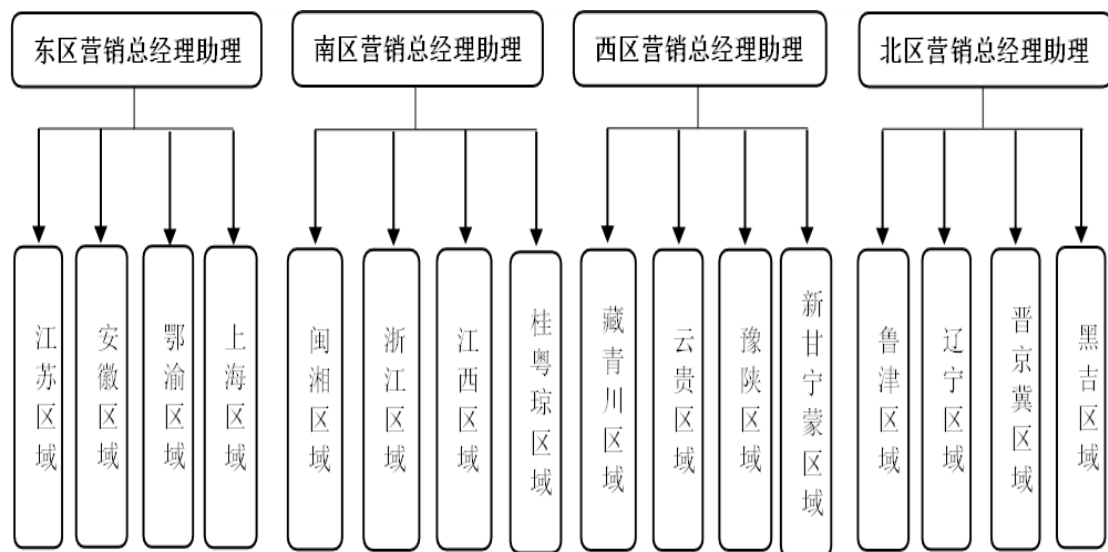 东区营销总经理助理
南区营销总经理助理
西区营销总经理助理
北区营销总经理助理
江苏区域
安徽区域
鄂渝区域
上海区域
闽湘区域
浙江区域
江西区域
桂粤琼区域
藏青川区域
云贵区域
豫陕区域
新甘宁蒙区域
鲁津区域
辽宁区域
晋京冀区域
黑吉区域